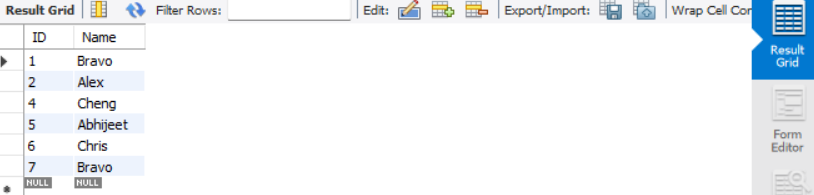 Result Grid Filter Rows: Edit: Export/Import: Wrap Cell Cor
ID Name
1 Bravo
2 Alex
4 Cheng
5 Abhijeet
6 Chris
7 Bravo
NULL NULL
Result
Grid
Form
Editor